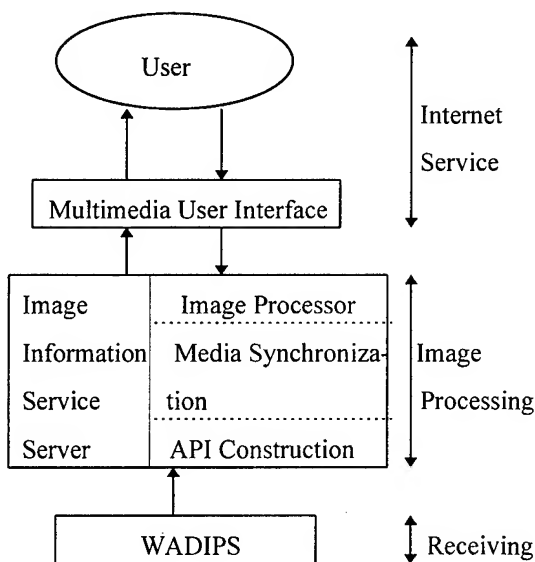 User
Internet
Service
Multimedia User Interface
Image
Information
Service
Server
Image Processor
Media Synchroniza-
tion
API Construction
Image
Processing
WADIPS
Receiving